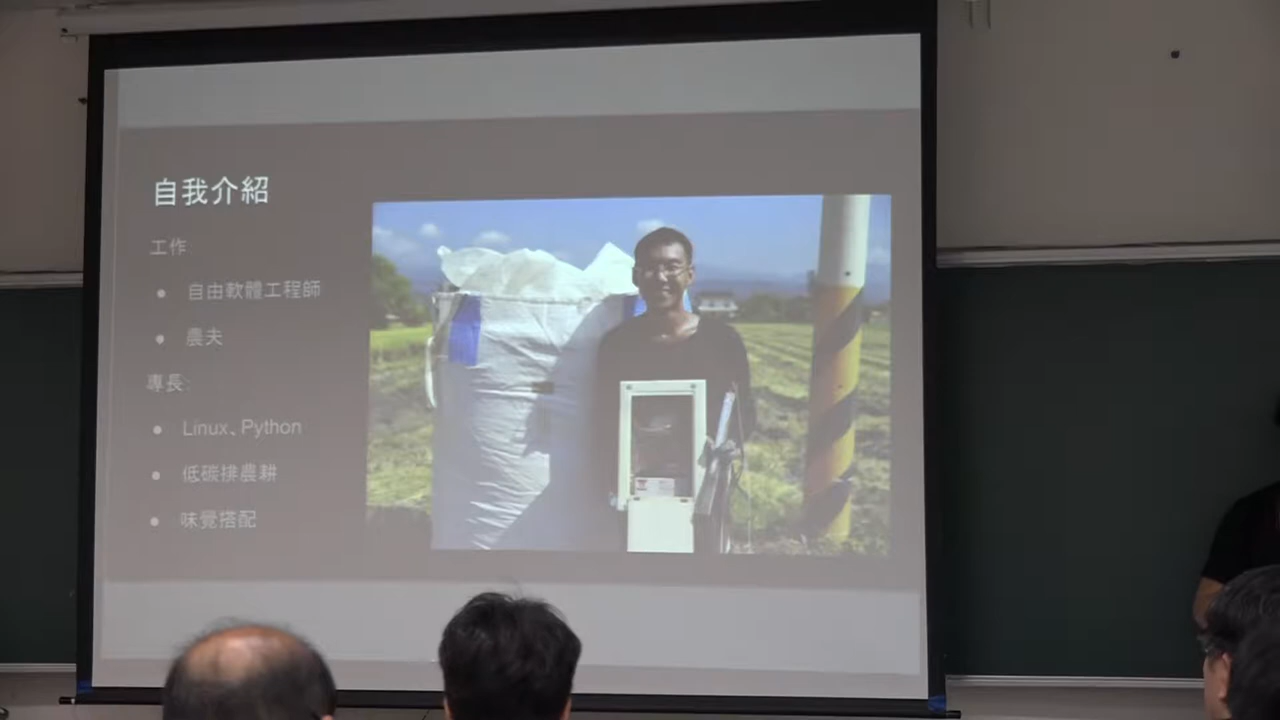 自我介紹
工作
● 自由軟體工程師
● 農夫
專長:
● Linux、Python
● 低碳排農耕
● 味覺搭配